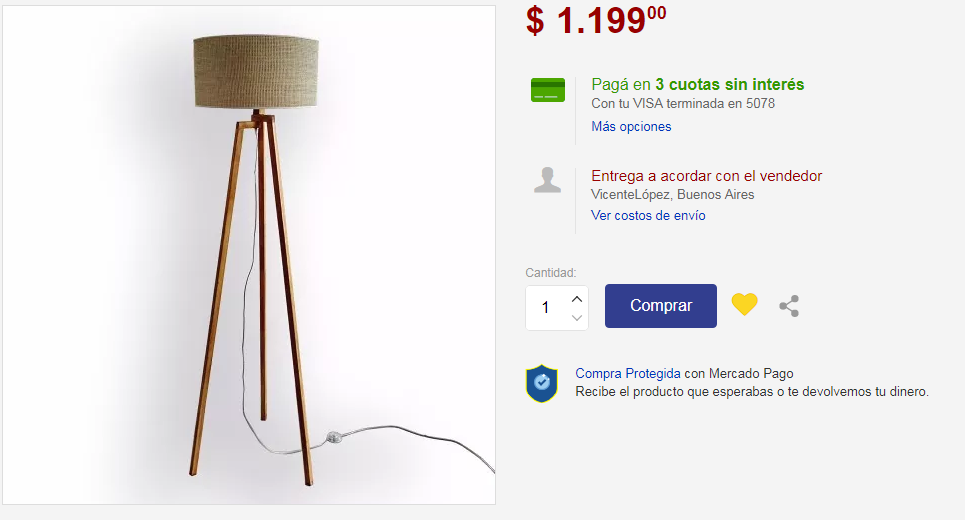 $ 1.199⁰⁰
Pagá en 3 cuotas sin interés
Con tu VISA terminada en 5078
Más opciones
Entrega a acordar con el vendedor
VicenteLópez, Buenos Aires
Ver costos de envío
Cantidad:
1
Comprar
Compra Protegida con Mercado Pago
Recibe el producto que esperabas o te devolvemos tu dinero.